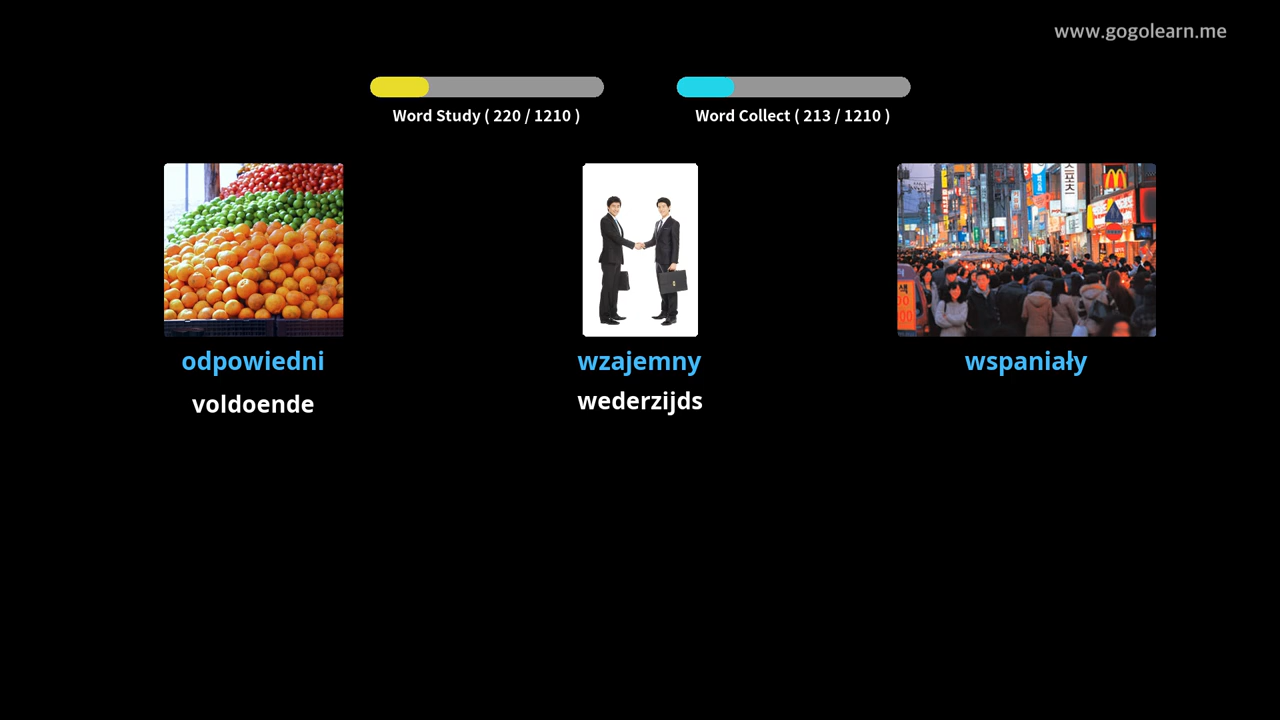 www.gogolearn.me
Word Study ( 220 / 1210 )
Word Collect ( 213 / 1210 )
odpowiedni
voldoende
wzajemny
wederzijds
wspaniały